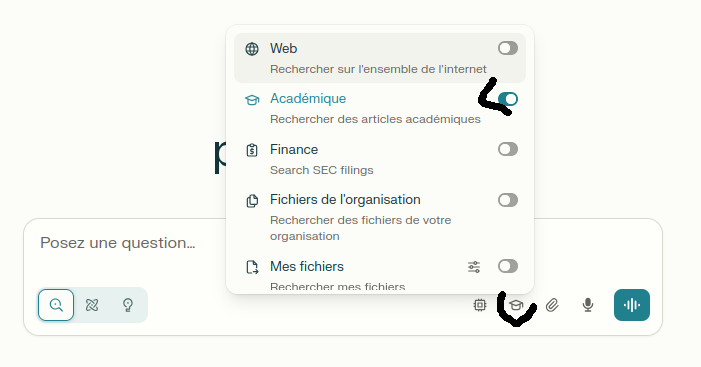 Web
Rechercher sur l'ensemble de l'internet
Académique
Rechercher des articles académiques
Finance
Search SEC filings
Fichiers de l'organisation
Rechercher des fichiers de votre
organisation
Mes fichiers
Rechercher mes fichiers
Posez une question...